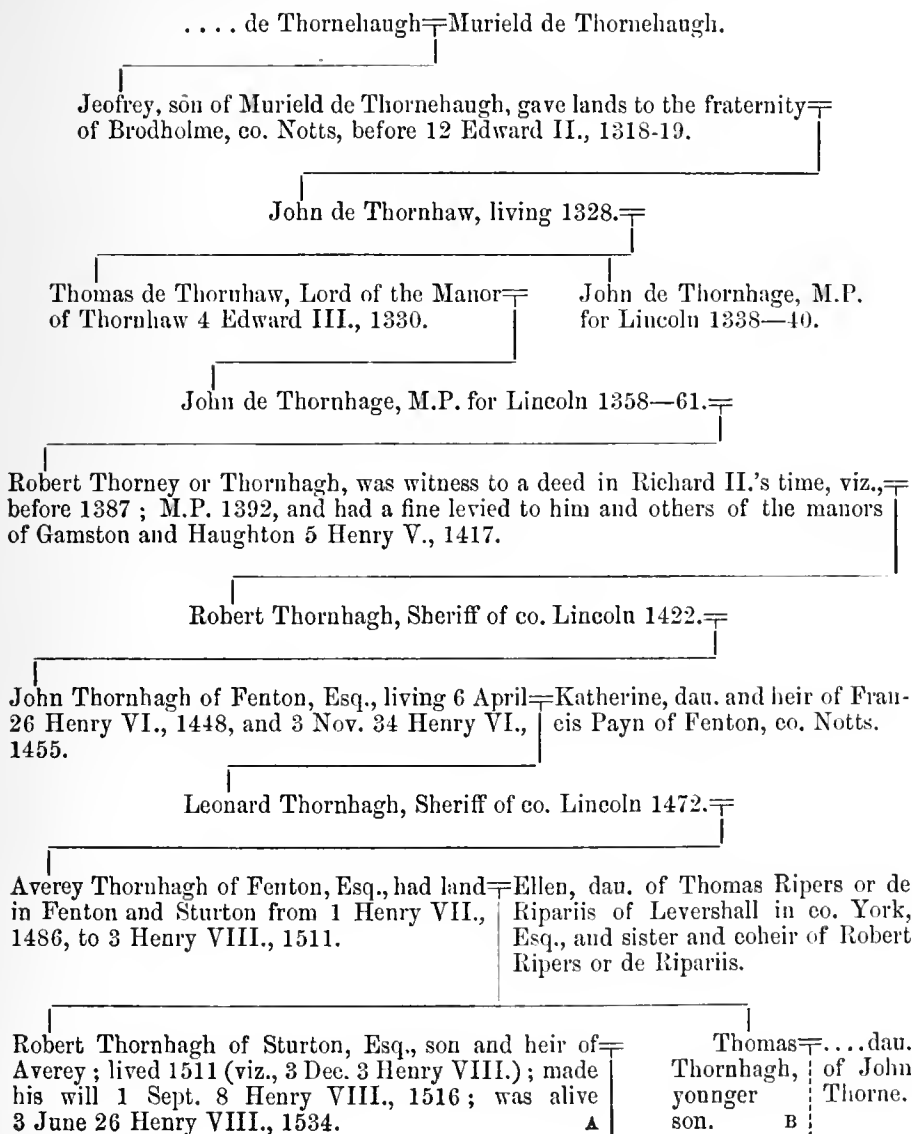 .... de Thornehaugh╤Murield de Thornehaugh.
Jeofrey, son of Murield de Thornehaugh, gave lands to the fraternity╤
of Brodholme, co. Notts, before 12 Edward II., 1318-19.
John de Thornhaw, living 1328.╤
Thomas de Thornhaw, Lord of the Manor╤
of Thornhaw 4 Edward III., 1330.
John de Thornhage, M.P.
for Lincoln 1338—40.
John de Thornhage, M.P. for Lincoln 1358—61.╤
Robert Thorney or Thornhagh, was witness to a deed in Richard II.'s time, viz.,╤
before 1387 ; M.P. 1392, and had a fine levied to him and others of the manors
of Gamston and Haughton 5 Henry V., 1417.
Robert Thornhagh, Sheriff of co. Lincoln 1422.╤
John Thornhagh of Fenton, Esq., living 6 April╤
26 Henry VI., 1448, and 3 Nov. 34 Henry VI.,
1455.
Katherine, dau. and heir of Fran-
cis Payn of Fenton, co. Notts.
Leonard Thornhagh, Sheriff of co. Lincoln 1472.╤
Averey Thornhagh of Fenton, Esq., had land╤
in Fenton and Sturton from 1 Henry VII.,
1486, to 3 Henry VIII., 1511.
Ellen, dau. of Thomas Ripers or de
Ripariis of Levershall in co. York,
Esq., and sister and coheir of Robert
Ripers or de Ripariis.
Robert Thornhagh of Sturton, Esq., son and heir of╤
Averey ; lived 1511 (viz., 3 Dec. 3 Henry VIII.) ; made
his will 1 Sept. 8 Henry VIII., 1516 ; was alive
3 June 26 Henry VIII., 1534. A
Thomas╤
Thornhagh,
younger
son. B
....dau.
of John
Thorne.